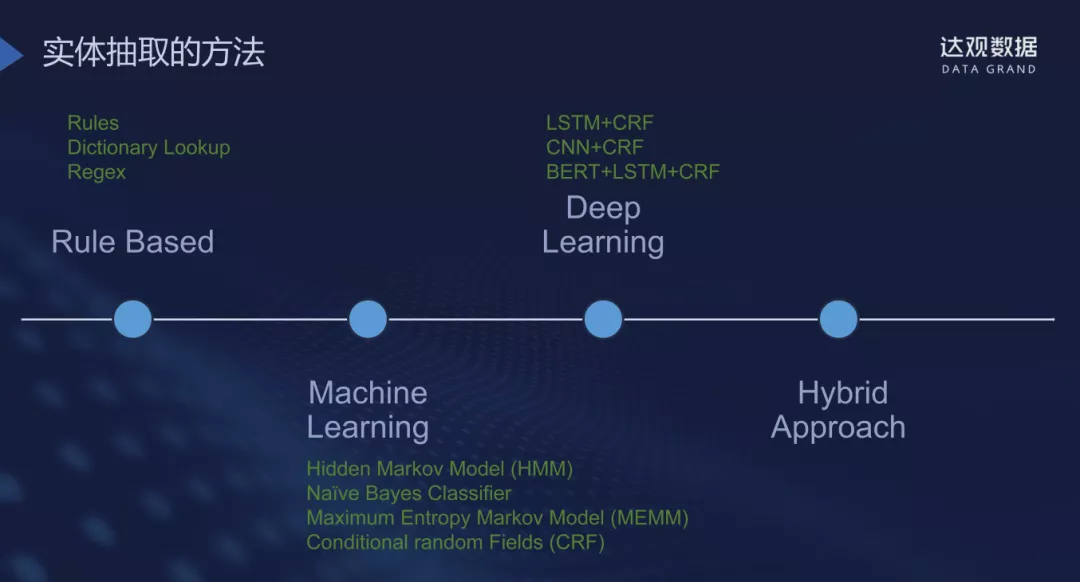 实体抽取的方法
达观数据
DATA GRAND
Rules
Dictionary Lookup
Regex
Rule Based
LSTM+CRF
CNN+CRF
BERT+LSTM+CRF
Deep
Learning
Machine
Learning
Hidden Markov Model (HMM)
Naïve Bayes Classifier
Maximum Entropy Markov Model (MEMM)
Conditional random Fields (CRF)
Hybrid
Approach